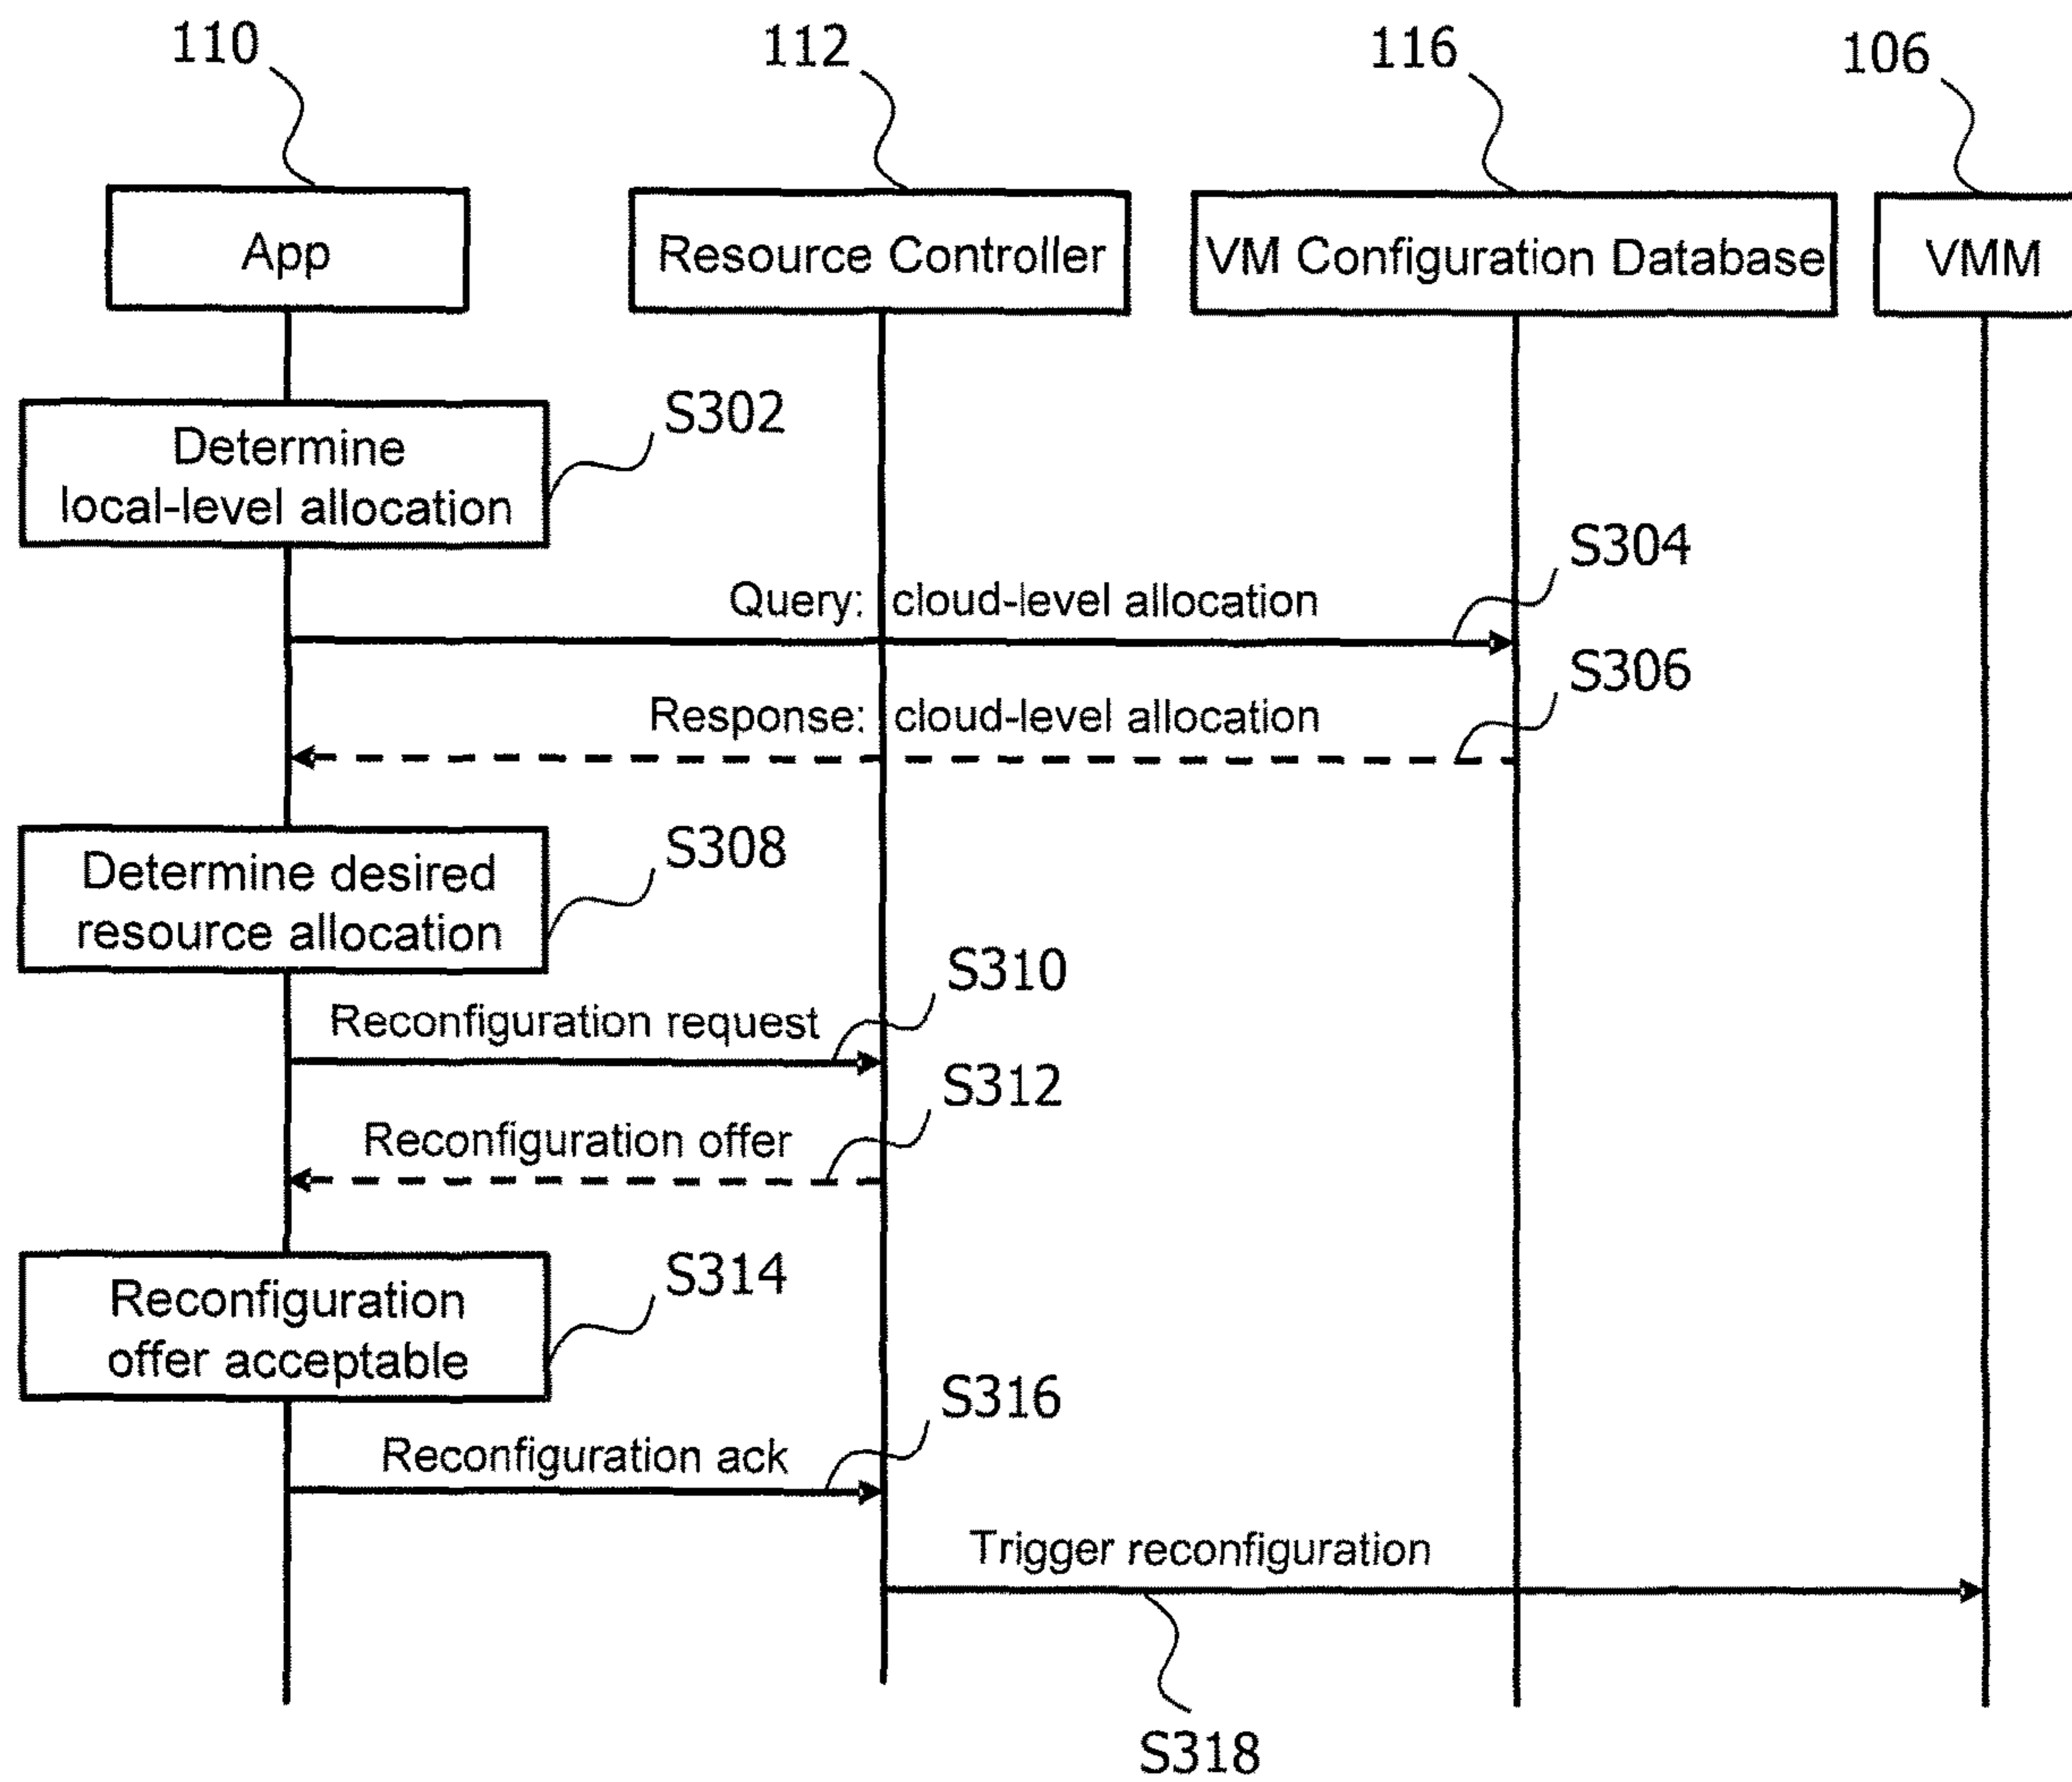 110
112
116
106
App
Resource Controller
VM Configuration Database
VMM
Determine
local-level allocation
S302
Query: cloud-level allocation
S304
Response: cloud-level allocation
S306
Determine desired
resource allocation
S308
Reconfiguration request
S310
Reconfiguration offer
S312
Reconfiguration
offer acceptable
S314
Reconfiguration ack
S316
Trigger reconfiguration
S318